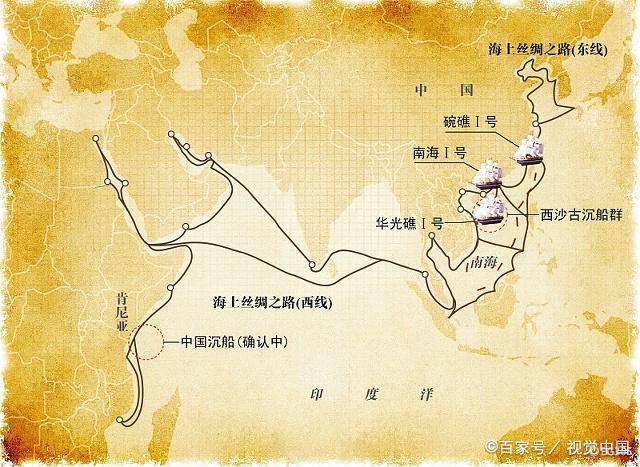 海上丝绸之路(东线)
中国
碗礁Ⅰ号
南海Ⅰ号
华光礁Ⅰ号
西沙古沉船群
南海
海上丝绸之路(西线)
肯尼亚
中国沉船(确认中)
印度洋
©百家号／视觉中国